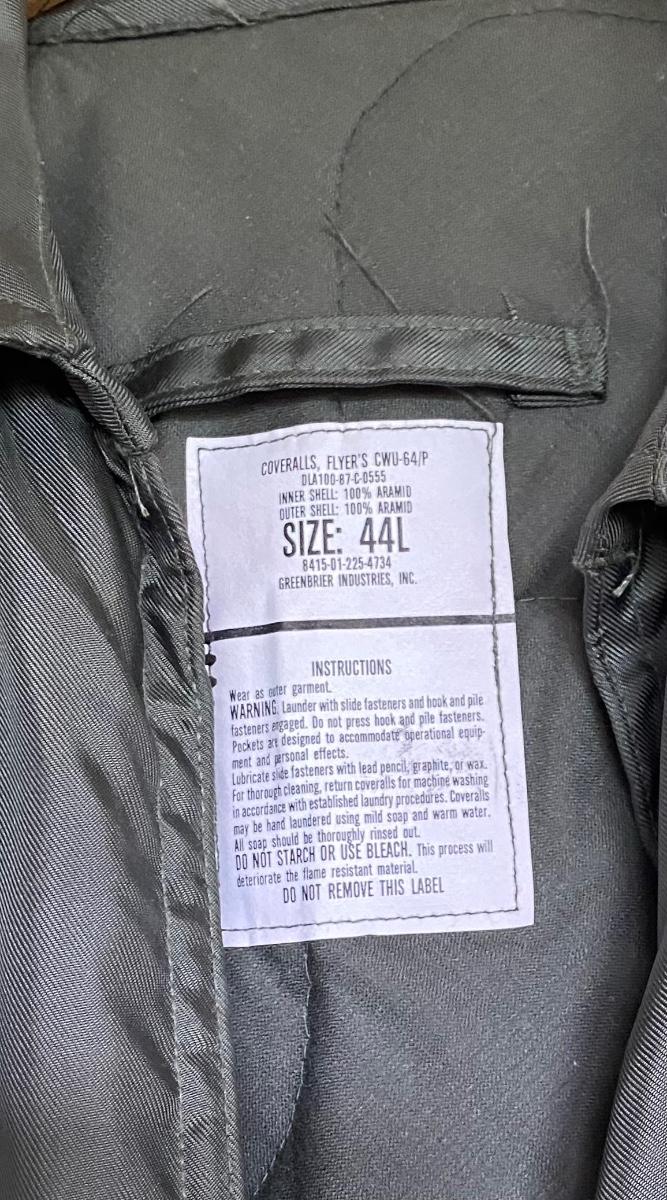 COVERALLS, FLYER'S CWU-64/P
DLA100-87-C-0555
INNER SHELL: 100% ARAMID
OUTER SHELL: 100% ARAMID
SIZE: 44L
8415-01-225-4734
GREENBRIER INDUSTRIES, INC.
INSTRUCTIONS
Wear as outer garment.
WARNING: Launder with slide fasteners and hook and pile
fasteners engaged. Do not press hook and pile fasteners.
Pockets are designed to accommodate operational equip-
ment and personal effects.
Lubricate slide fasteners with lead pencil, graphite, or wax.
For thorough cleaning, return coveralls for machine washing
in accordance with established laundry procedures. Coveralls
may be hand laundered using mild soap and warm water.
All soap should be thoroughly rinsed out.
DO NOT STARCH OR USE BLEACH. This process will
deteriorate the flame resistant material.
DO NOT REMOVE THIS LABEL